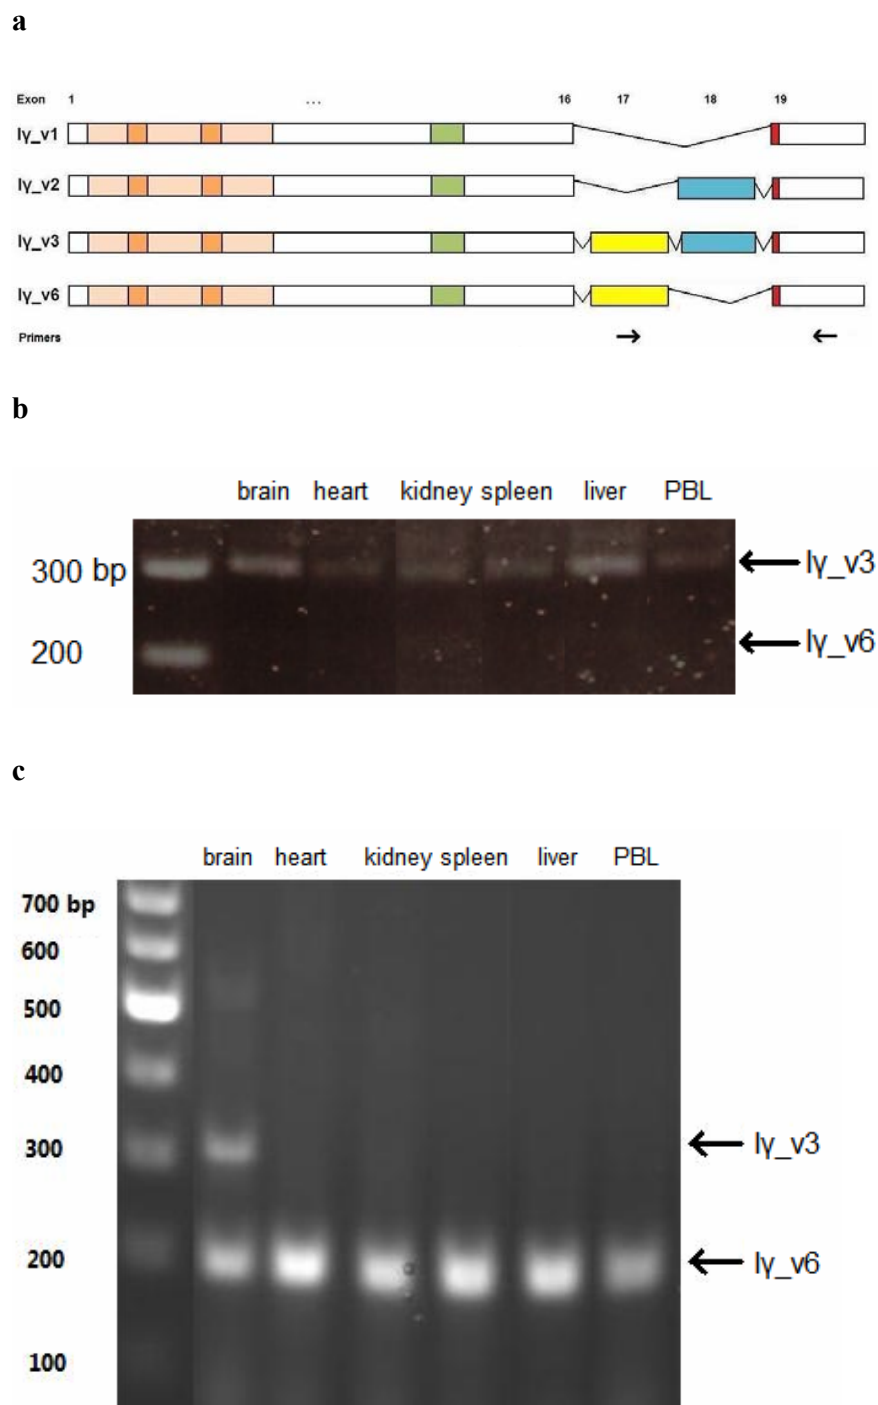 a
Exon 1 ... 16 17 18 19
Iγ_v1
Iγ_v2
Iγ_v3
Iγ_v6
Primers
b
brain heart kidney spleen liver PBL
300 bp Iγ_v3
200 Iγ_v6
c
brain heart kidney spleen liver PBL
700 bp
600
500
400
300 Iγ_v3
200 Iγ_v6
100